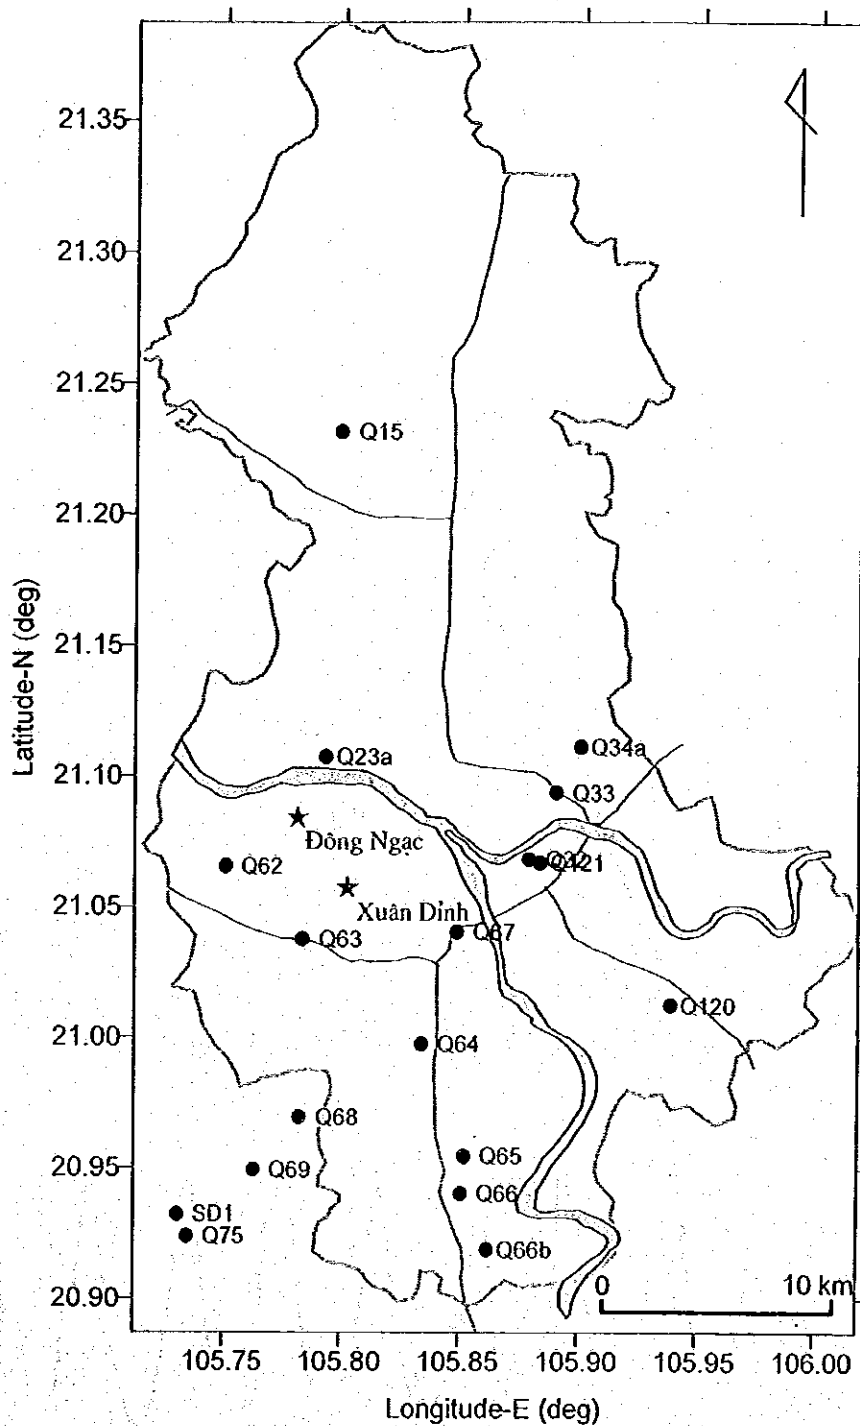 21.35
21.30
21.25
Q15
21.20
Latitude-N (deg)
21.15
Q34a
Q23a
21.10
Q33
Đông Ngạc
Q32
Q121
Q62
21.05
Xuân Dỉnh
Q67
Q63
Q120
21.00
Q64
Q68
Q65
20.95
Q69
Q66
SD1
Q75
Q66b
0
10 km
20.90
105.75
105.80
105.85
105.90
105.95
106.00
Longitude-E (deg)